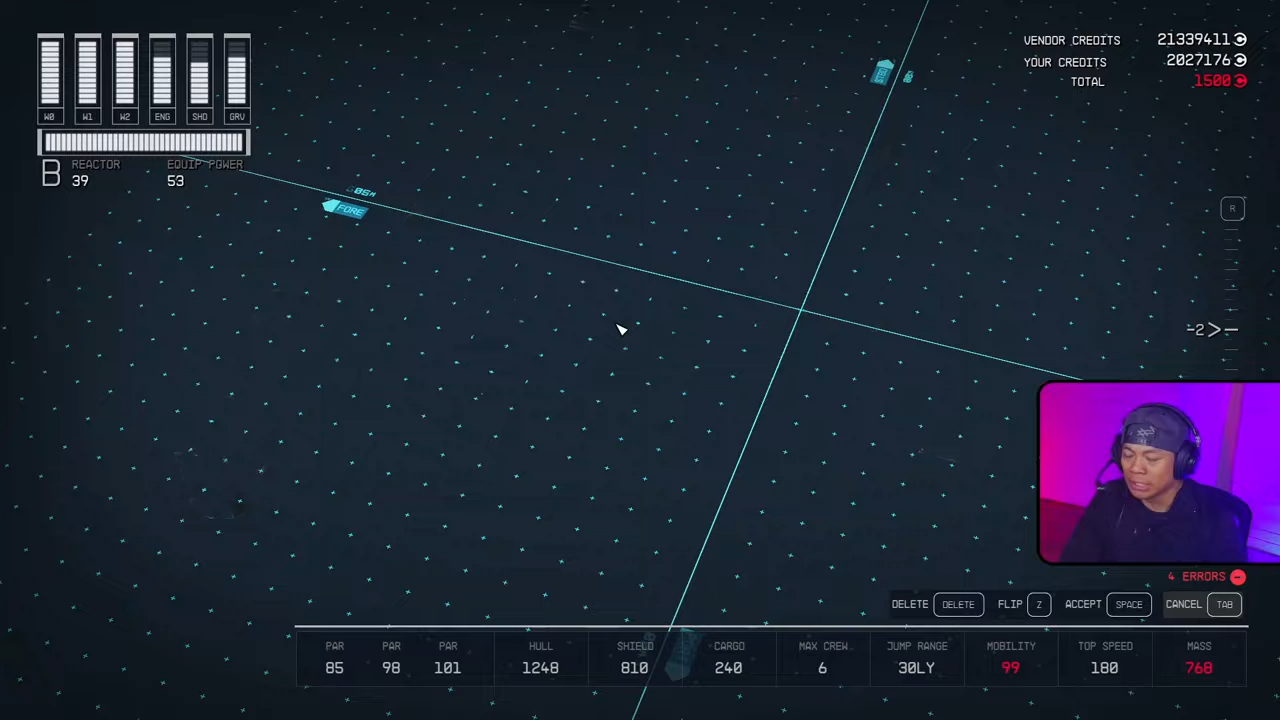 W0 W1 W2 ENG SHD GRV
B REACTOR EQUIP POWER
39 53
05M
FORE
VENDOR CREDITS 21339411
YOUR CREDITS 2027176
TOTAL 1500
R
-2
4 ERRORS
DELETE DELETE FLIP Z ACCEPT SPACE CANCEL TAB
PAR PAR PAR HULL SHIELD CARGO MAX CREW JUMP RANGE MOBILITY TOP SPEED MASS
85 98 101 1248 810 240 6 30LY 99 180 768